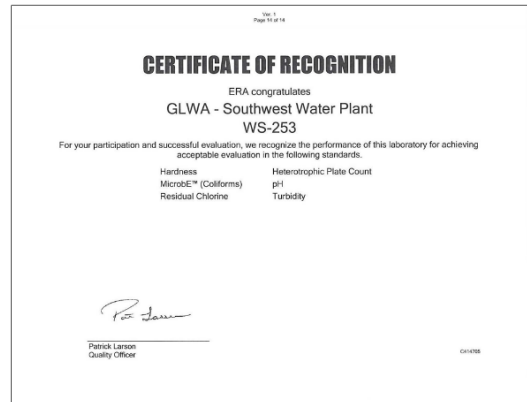 Ver. 1
Page 14 of 14
CERTIFICATE OF RECOGNITION
ERA congratulates
GLWA - Southwest Water Plant
WS-253
For your participation and successful evaluation, we recognize the performance of this laboratory for achieving
acceptable evaluation in the following standards.
Hardness Heterotrophic Plate Count
MicrobE™ (Coliforms) pH
Residual Chlorine Turbidity
Pat Larson
Patrick Larson
Quality Officer